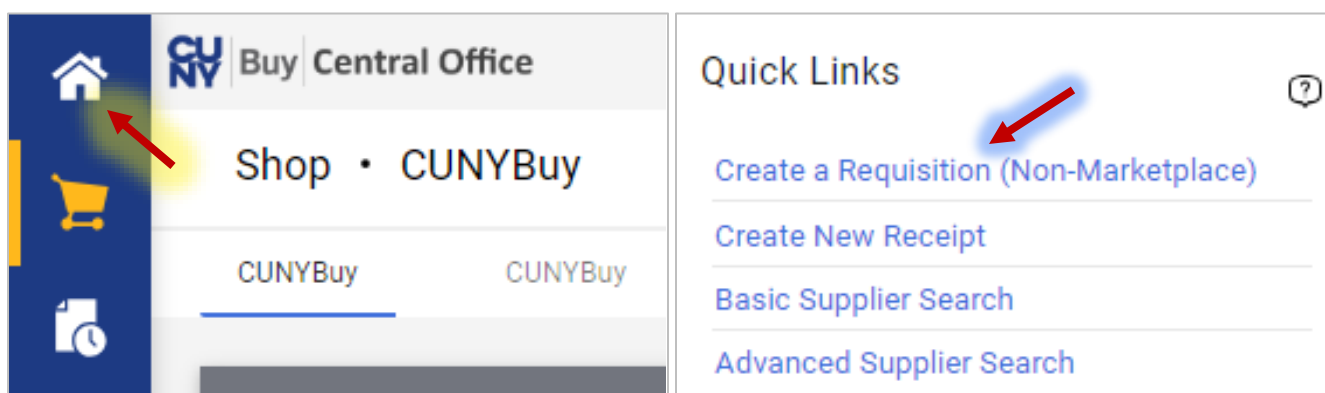 CUNY Buy Central Office
Shop • CUNYBuy
CUNYBuy CUNYBuy
Quick Links
?
Create a Requisition (Non-Marketplace)
Create New Receipt
Basic Supplier Search
Advanced Supplier Search